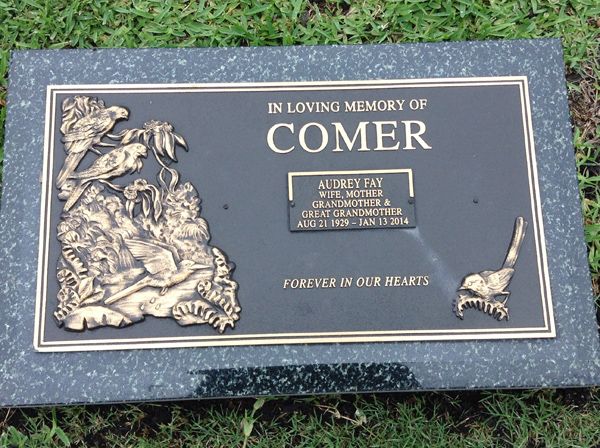 IN LOVING MEMORY OF
COMER
AUDREY FAY
WIFE, MOTHER
GRANDMOTHER &
GREAT GRANDMOTHER
AUG 21 1929 – JAN 13 2014
FOREVER IN OUR HEARTS